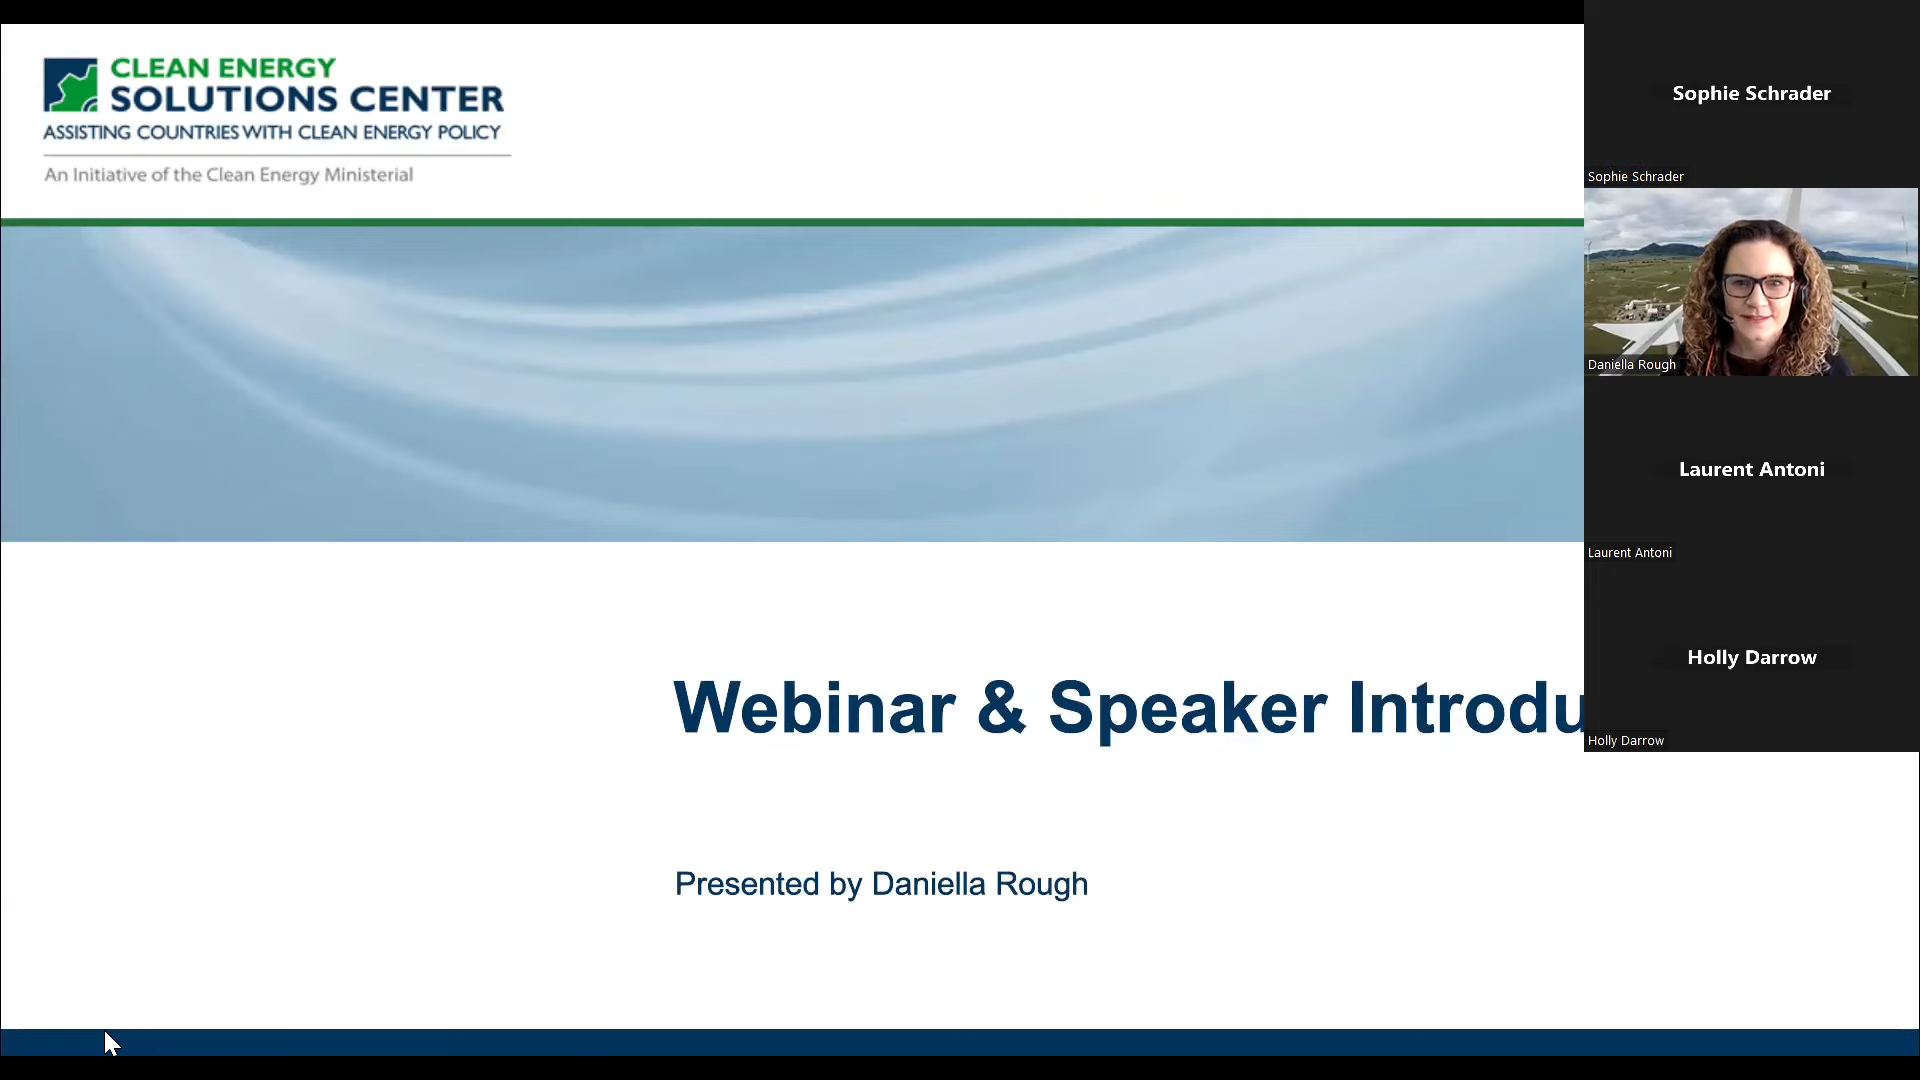 CLEAN ENERGY
SOLUTIONS CENTER
ASSISTING COUNTRIES WITH CLEAN ENERGY POLICY
An Initiative of the Clean Energy Ministerial
Webinar & Speaker Introdu
Presented by Daniella Rough
Sophie Schrader
Sophie Schrader
Daniella Rough
Laurent Antoni
Laurent Antoni
Holly Darrow
Holly Darrow